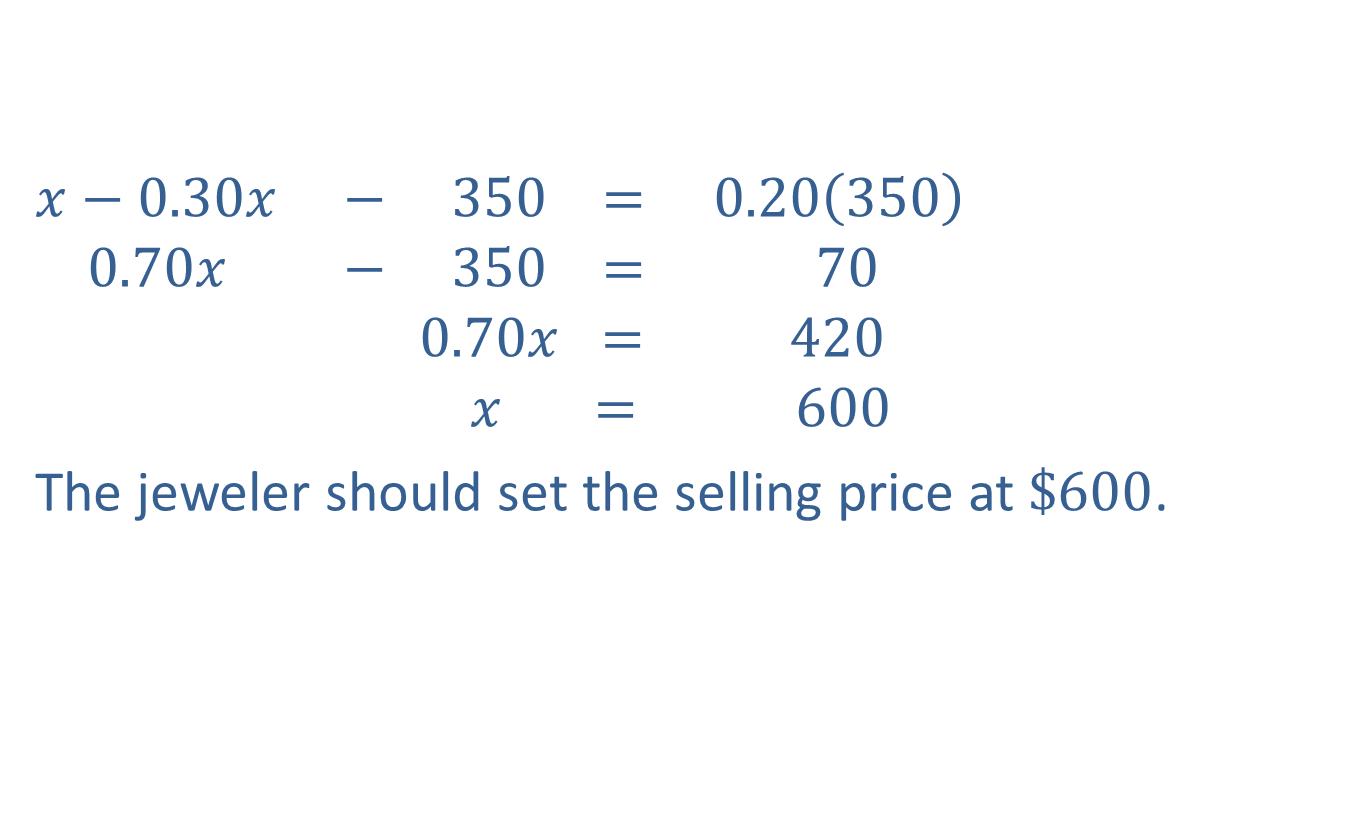 x − 0.30x − 350 = 0.20(350)
0.70x − 350 = 70
0.70x = 420
x = 600
The jeweler should set the selling price at $600.